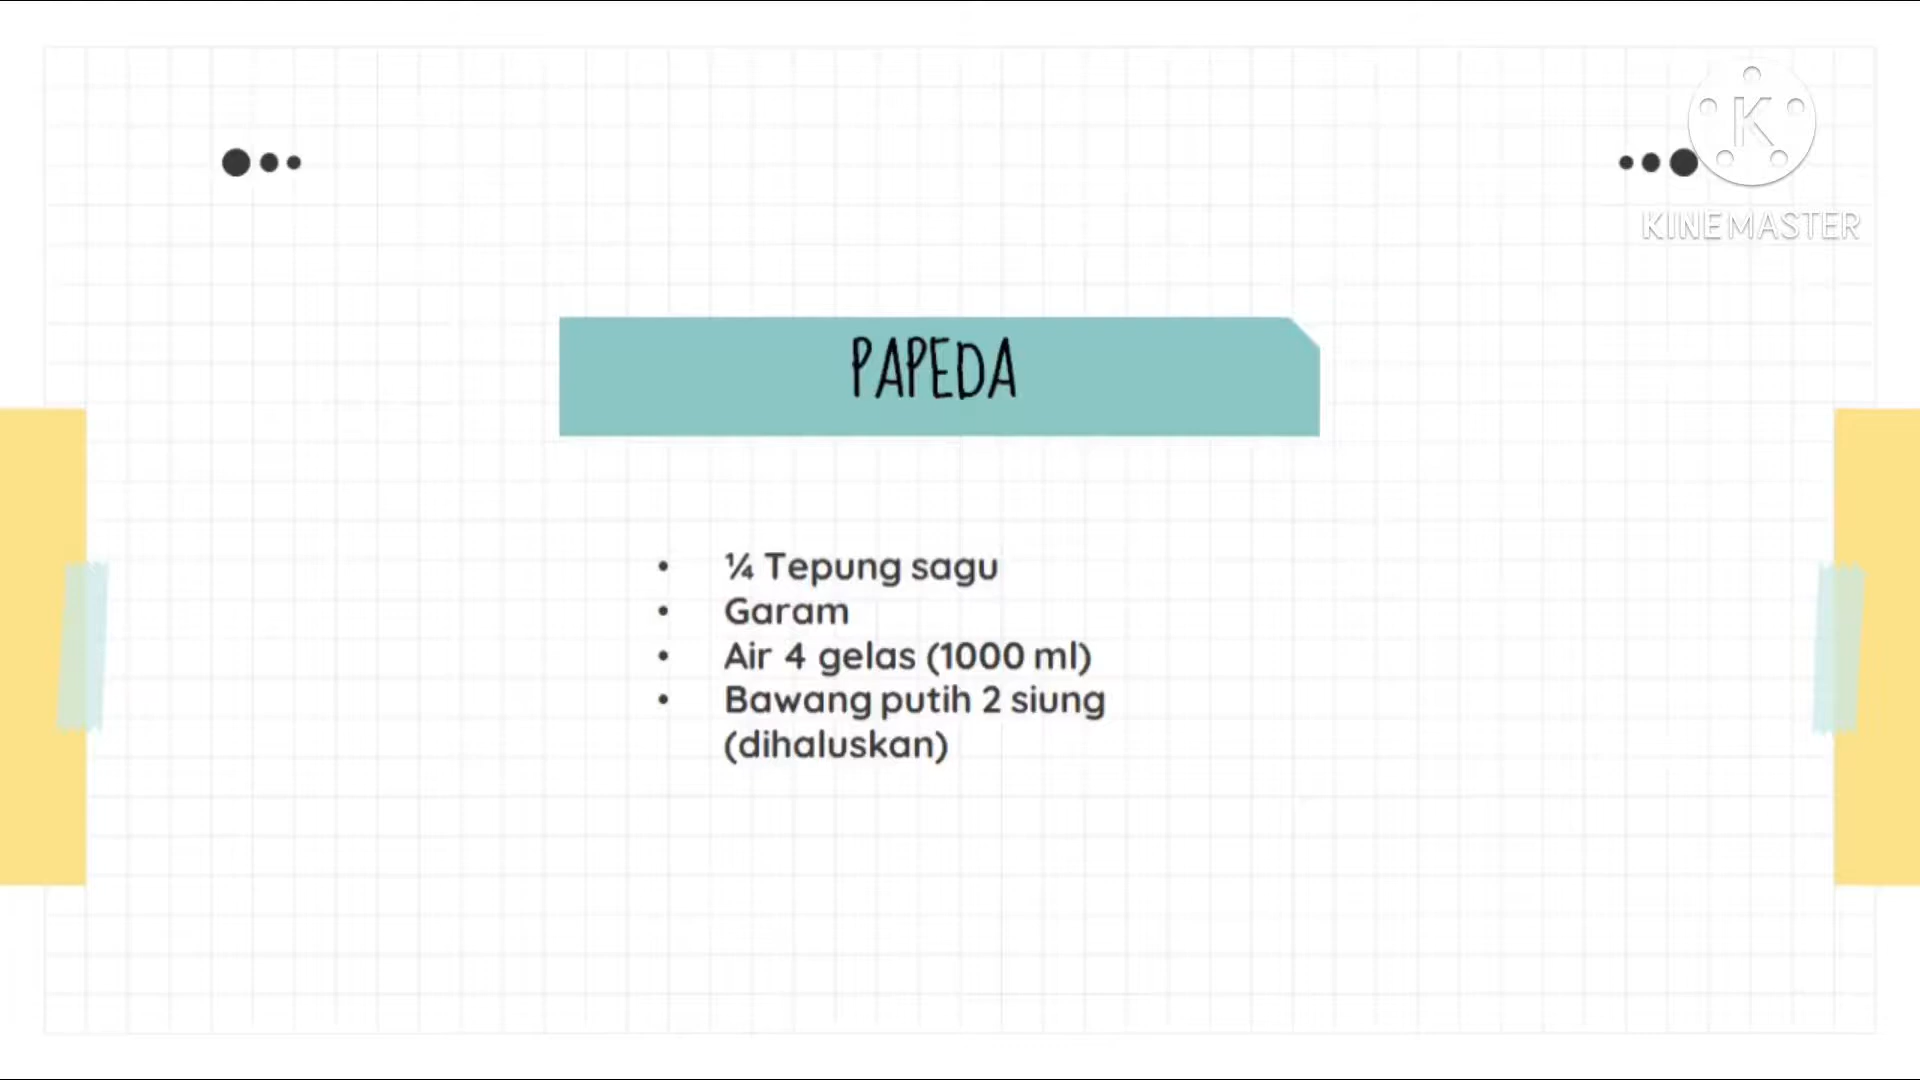 K
KINEMASTER
PAPEDA
• ¼ Tepung sagu
• Garam
• Air 4 gelas (1000 ml)
• Bawang putih 2 siung
(dihaluskan)